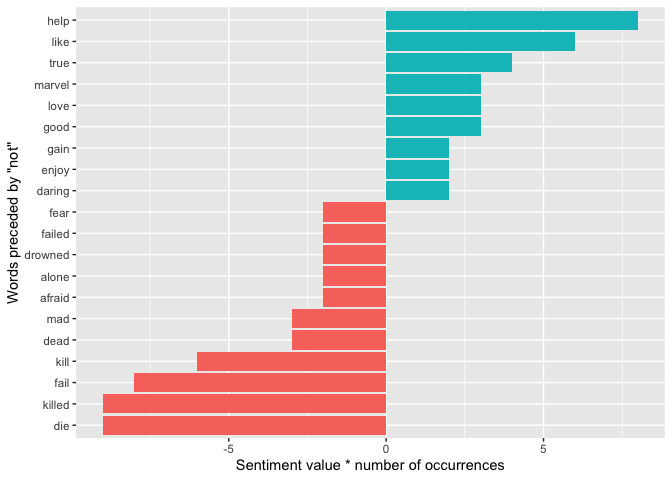 help
like
true
marvel
love
good
gain
enjoy
daring
fear
failed
drowned
alone
afraid
mad
dead
kill
fail
killed
die
Words preceded by "not"
-5 0 5
Sentiment value * number of occurrences